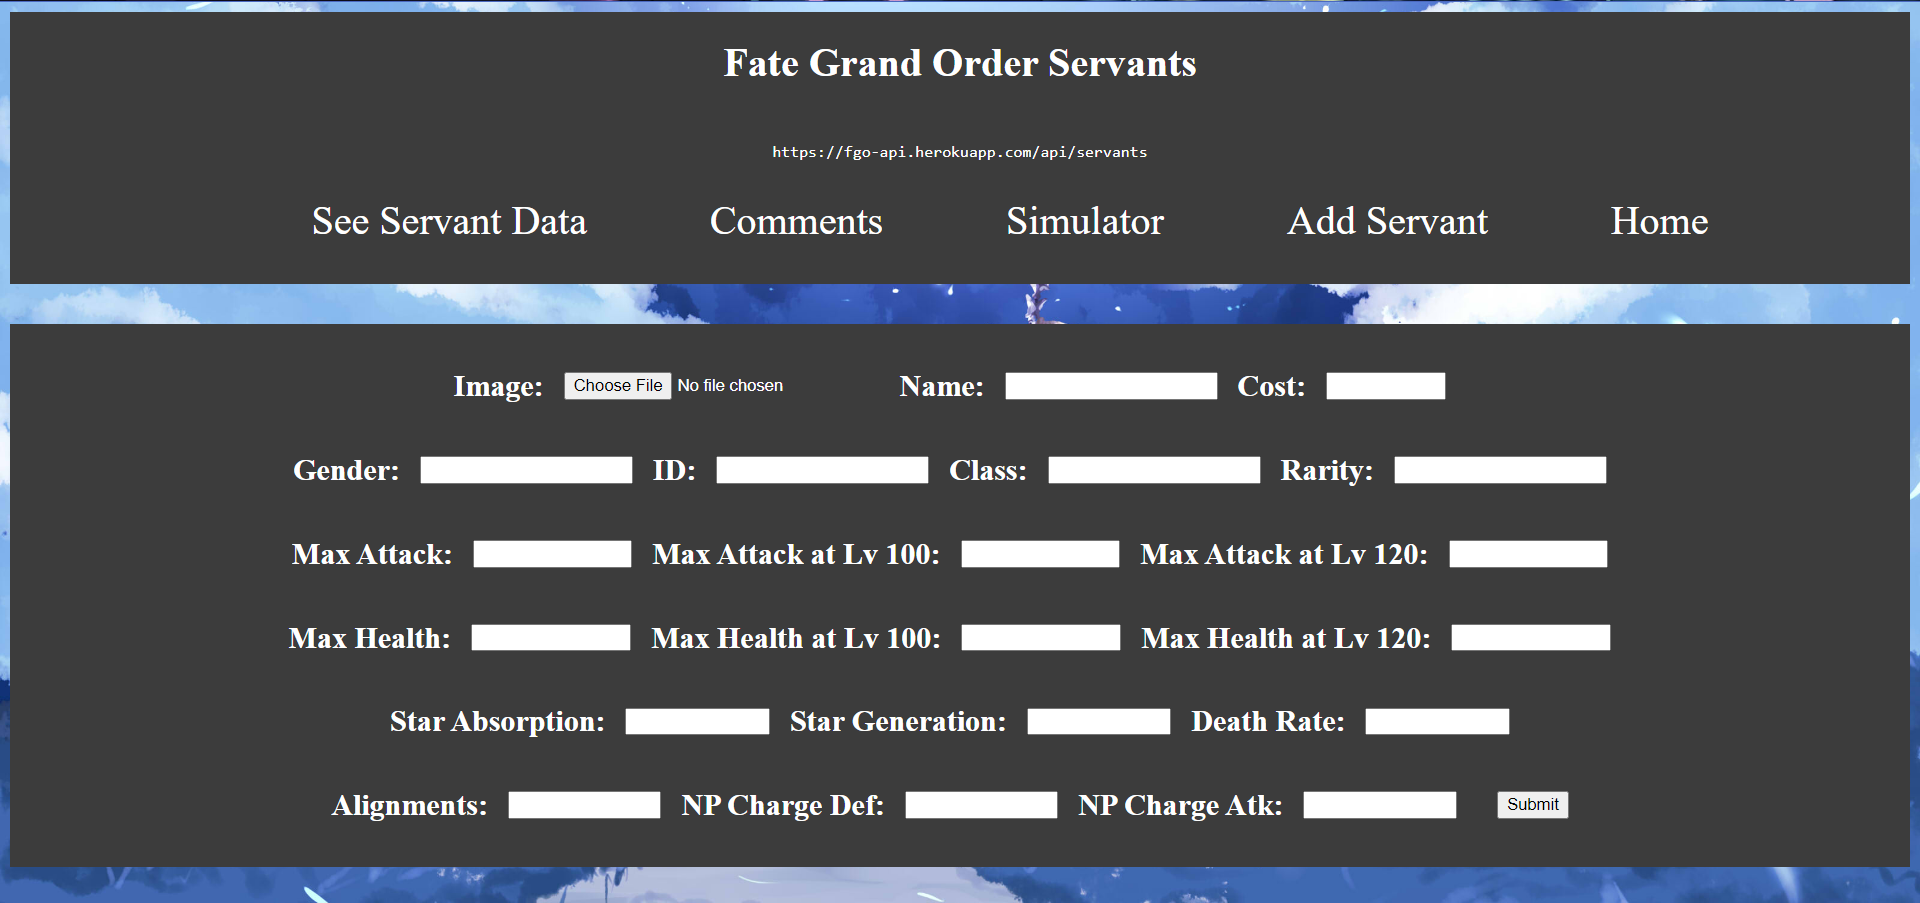 Fate Grand Order Servants
https://fgo-api.herokuapp.com/api/servants
See Servant Data Comments Simulator Add Servant Home
Image: Choose File No file chosen Name: Cost:
Gender: ID: Class: Rarity:
Max Attack: Max Attack at Lv 100: Max Attack at Lv 120:
Max Health: Max Health at Lv 100: Max Health at Lv 120:
Star Absorption: Star Generation: Death Rate:
Alignments: NP Charge Def: NP Charge Atk: Submit